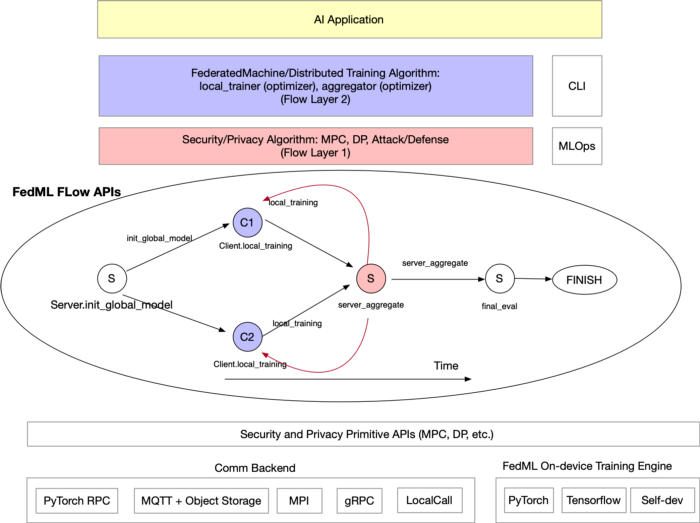 AI Application
FederatedMachine/Distributed Training Algorithm:
local_trainer (optimizer), aggregator (optimizer)
(Flow Layer 2)
CLI
Security/Privacy Algorithm: MPC, DP, Attack/Defense
(Flow Layer 1)
MLOps
FedML FLow APIs
local_training
C1
init_global_model
Client.local_training
server_aggregate
S
S
S
FINISH
Server.init_global_model
server_aggregate
final_eval
local_training
C2
Client.local_training
Time
Security and Privacy Primitive APIs (MPC, DP, etc.)
Comm Backend
PyTorch RPC
MQTT + Object Storage
MPI
gRPC
LocalCall
FedML On-device Training Engine
PyTorch
Tensorflow
Self-dev